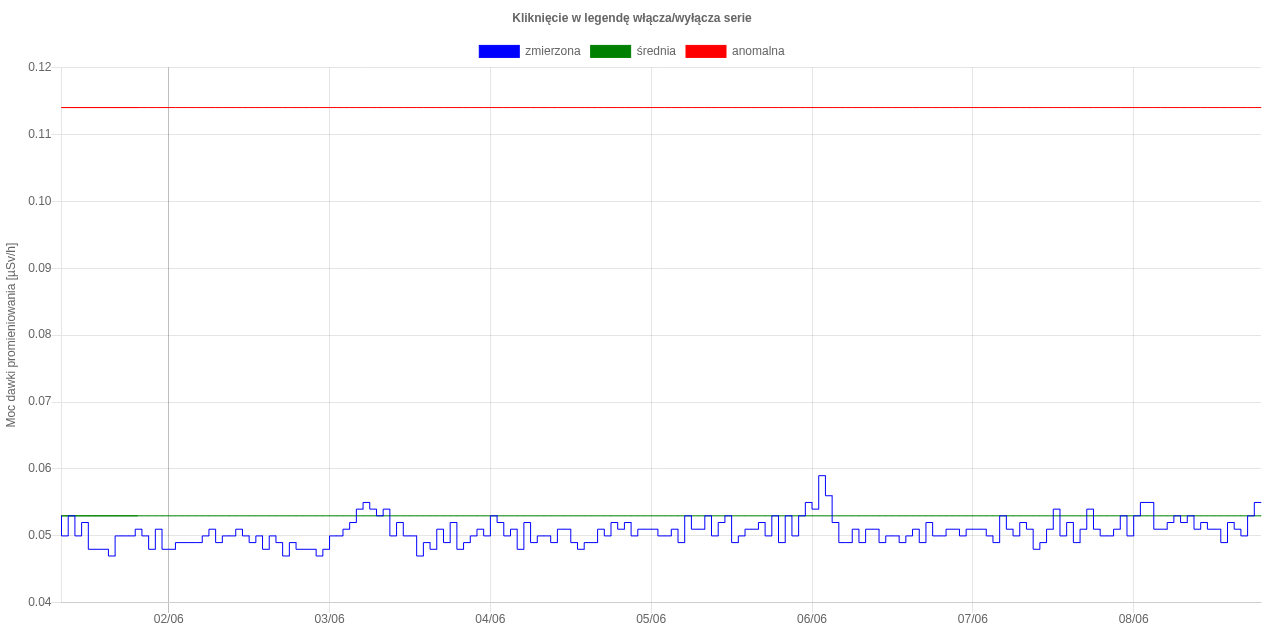 Kliknięcie w legendę włącza/wyłącza serie
zmierzona średnia anomalna
Moc dawki promieniowania [µSv/h]
0.12
0.11
0.10
0.09
0.08
0.07
0.06
0.05
0.04
02/06 03/06 04/06 05/06 06/06 07/06 08/06